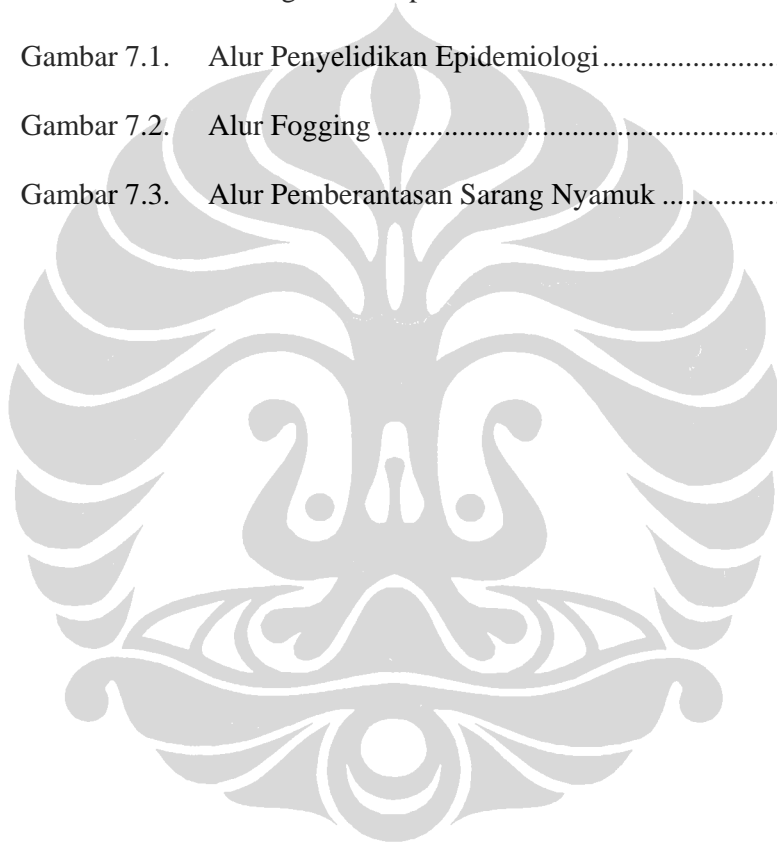 Gambar 7.1. Alur Penyelidikan Epidemiologi.......................
Gambar 7.2. Alur Fogging.....................................................
Gambar 7.3. Alur Pemberantasan Sarang Nyamuk...............